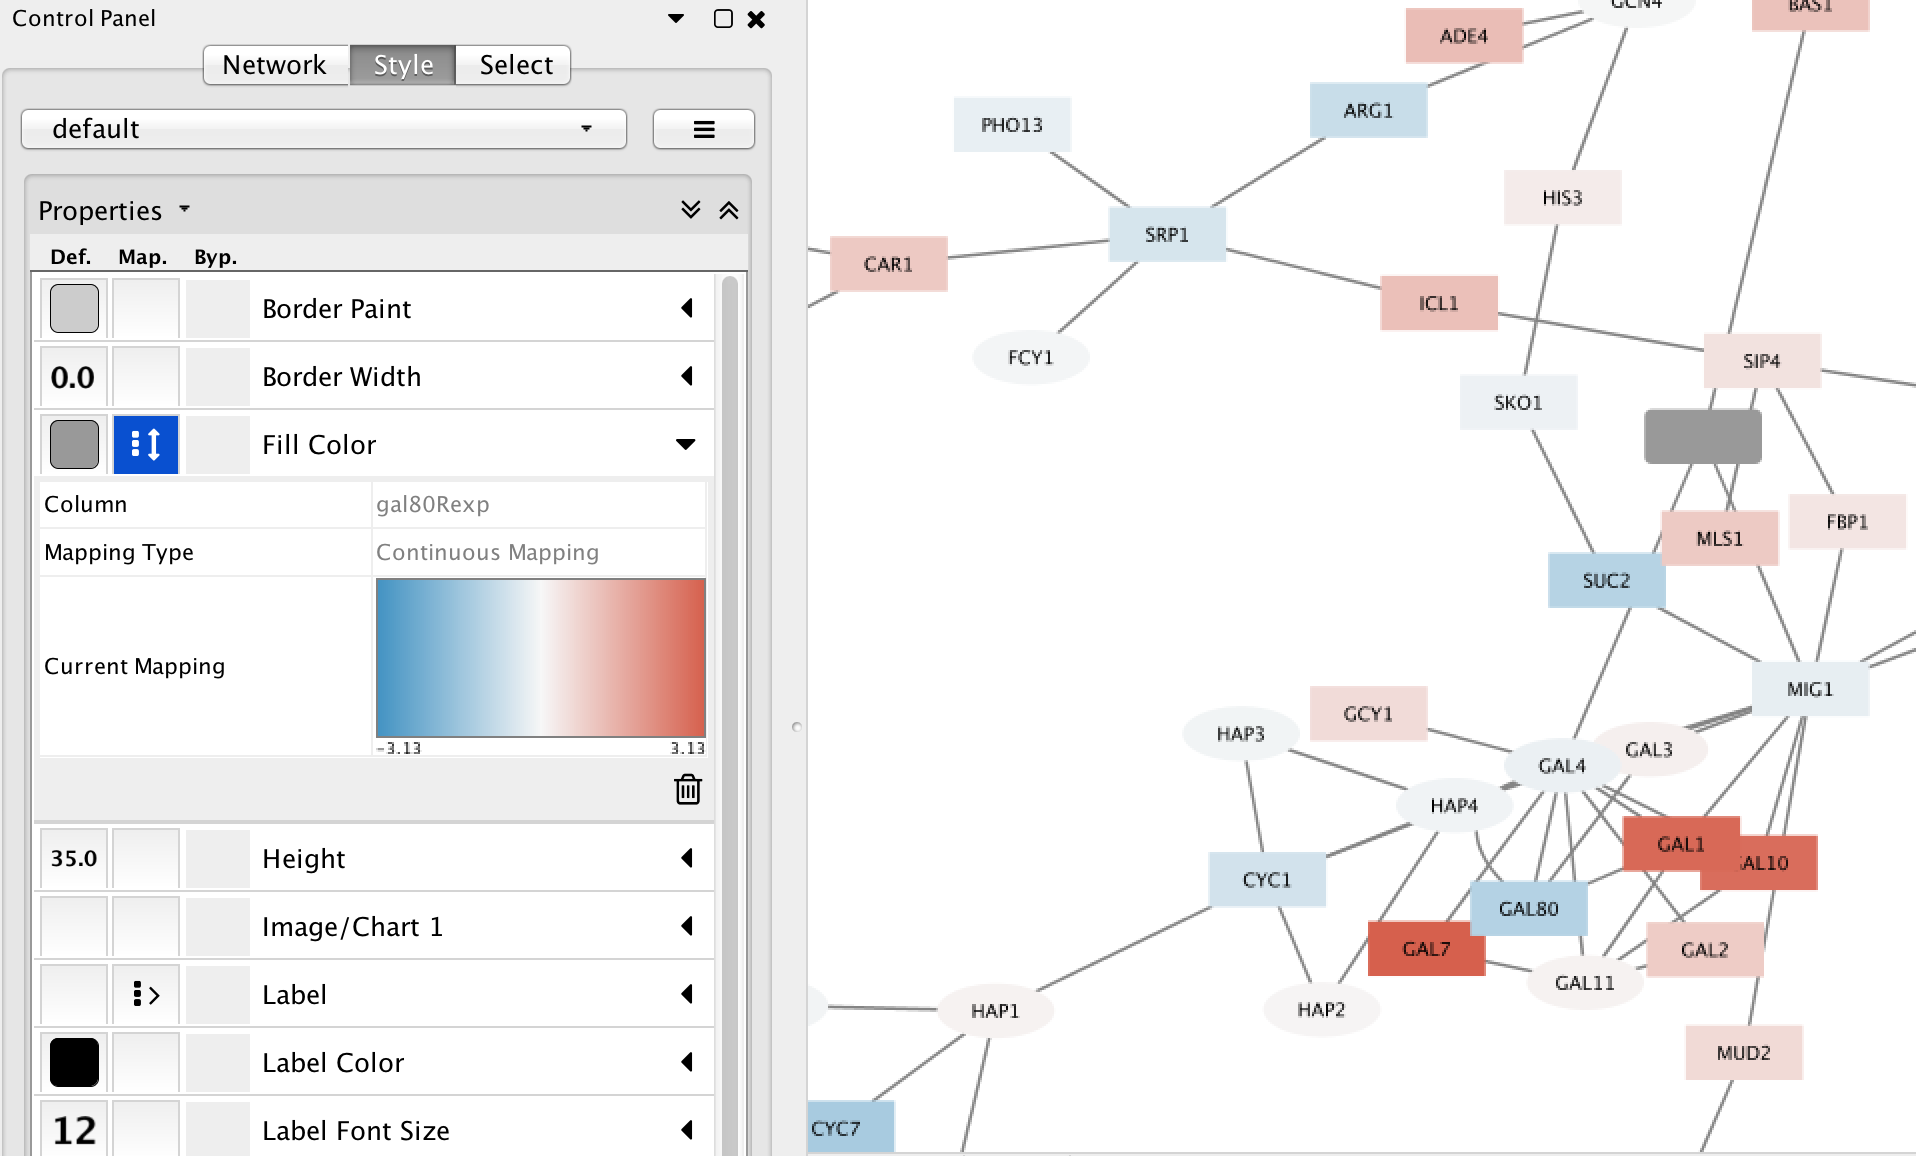 Control Panel
Network Style Select
default
Properties
Def. Map. Byp.
Border Paint
0.0 Border Width
Fill Color
Column gal80Rexp
Mapping Type Continuous Mapping
Current Mapping
-3.13 3.13
35.0 Height
Image/Chart 1
Label
Label Color
12 Label Font Size
GCN4
BAS1
ADE4
ARG1
PHO13
HIS3
SRP1
CAR1
ICL1
FCY1
SIP4
SKO1
FBP1
MLS1
SUC2
MIG1
GCY1
HAP3
GAL3
GAL4
HAP4
GAL1
AL10
CYC1
GAL80
GAL7
GAL2
GAL11
HAP1
HAP2
MUD2
CYC7